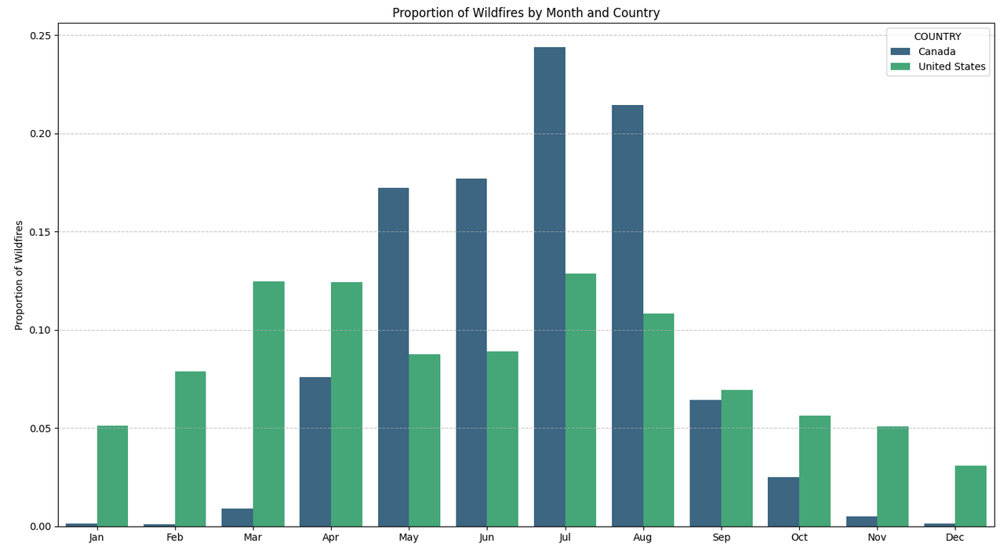 Proportion of Wildfires by Month and Country
COUNTRY
Canada
United States
Proportion of Wildfires
0.25
0.20
0.15
0.10
0.05
0.00
Jan Feb Mar Apr May Jun Jul Aug Sep Oct Nov Dec